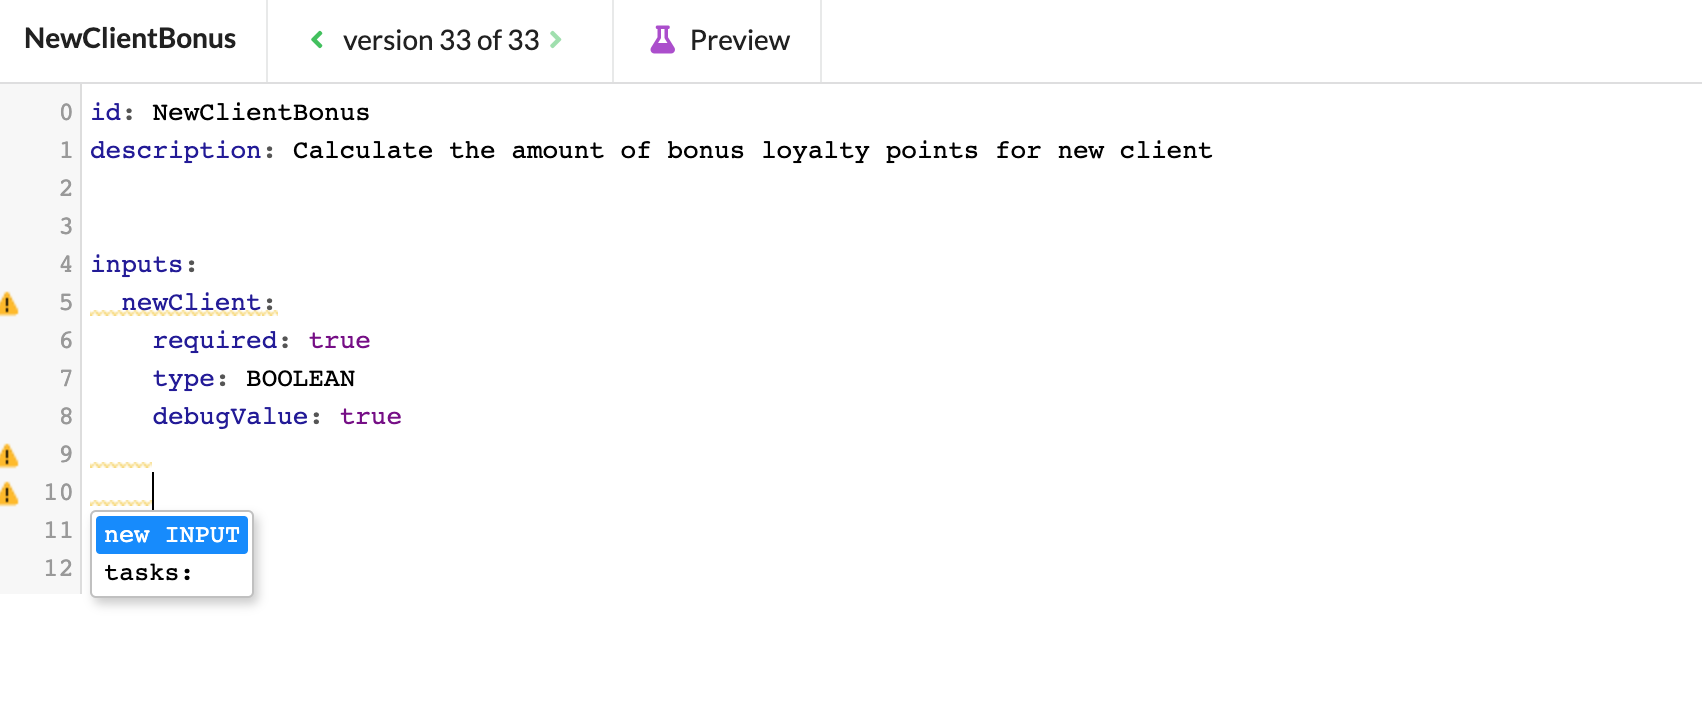 NewClientBonus
version 33 of 33
Preview
0 id: NewClientBonus
1 description: Calculate the amount of bonus loyalty points for new client
2
3
4 inputs:
5 newClient:
6 required: true
7 type: BOOLEAN
8 debugValue: true
9
10
11 new INPUT
12 tasks: